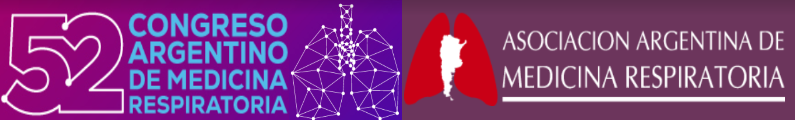 52
CONGRESO
ARGENTINO
DE MEDICINA
RESPIRATORIA
ASOCIACION ARGENTINA DE
MEDICINA RESPIRATORIA